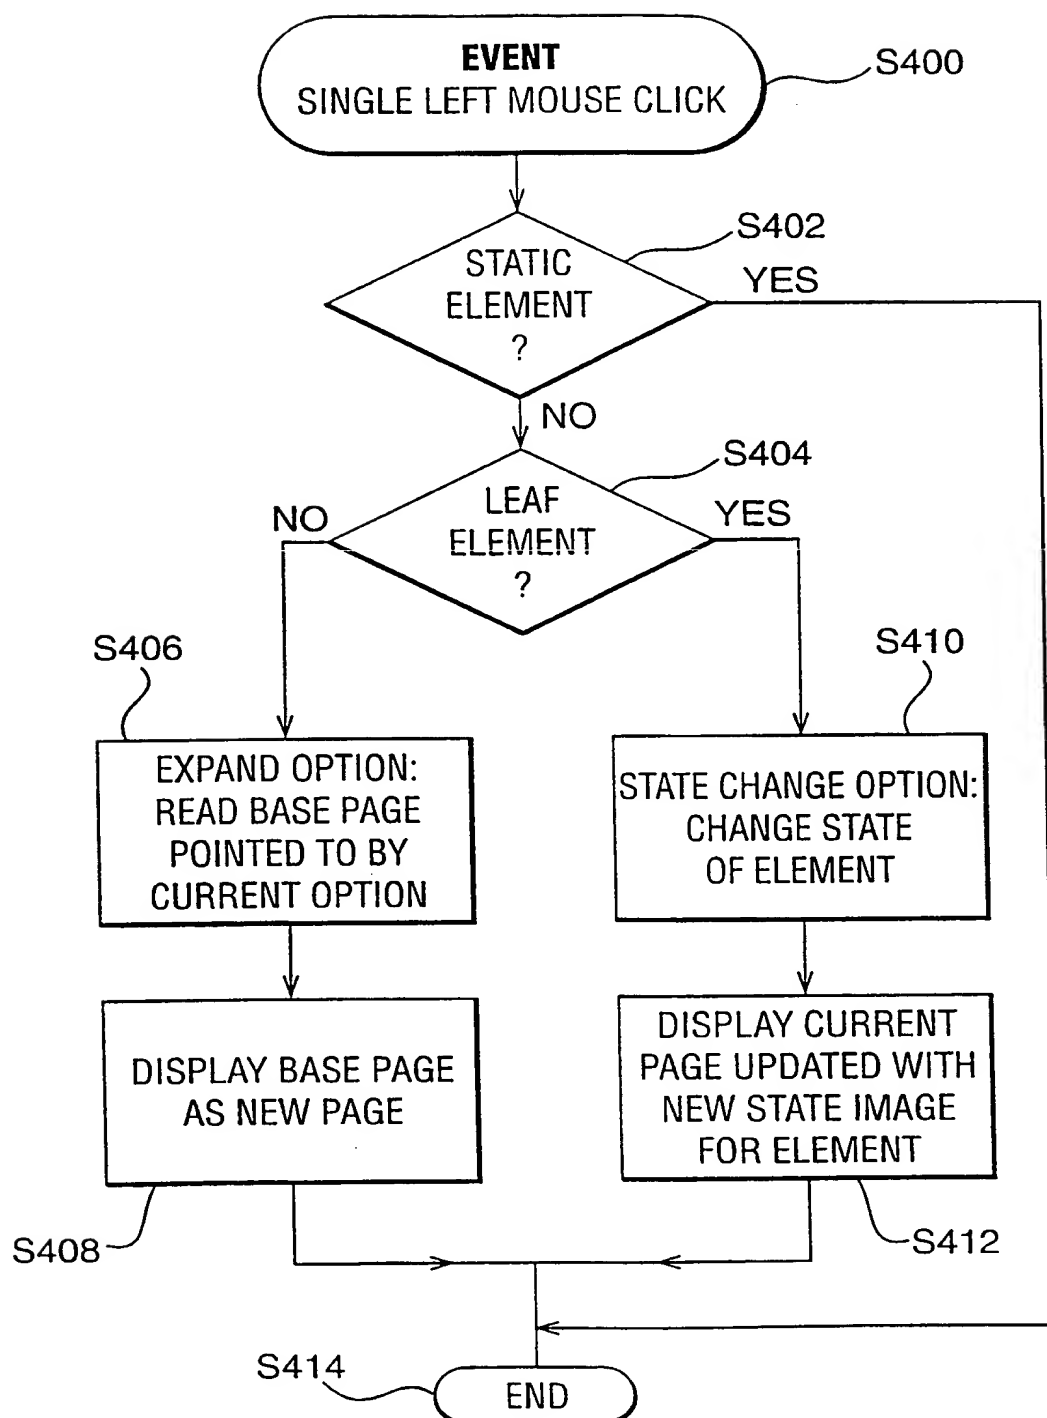 EVENT
SINGLE LEFT MOUSE CLICK
S400
S402
STATIC
ELEMENT
?
YES
NO
S404
LEAF
ELEMENT
?
NO
YES
S406
S410
EXPAND OPTION:
READ BASE PAGE
POINTED TO BY
CURRENT OPTION
STATE CHANGE OPTION:
CHANGE STATE
OF ELEMENT
DISPLAY BASE PAGE
AS NEW PAGE
DISPLAY CURRENT
PAGE UPDATED WITH
NEW STATE IMAGE
FOR ELEMENT
S408
S412
S414
END